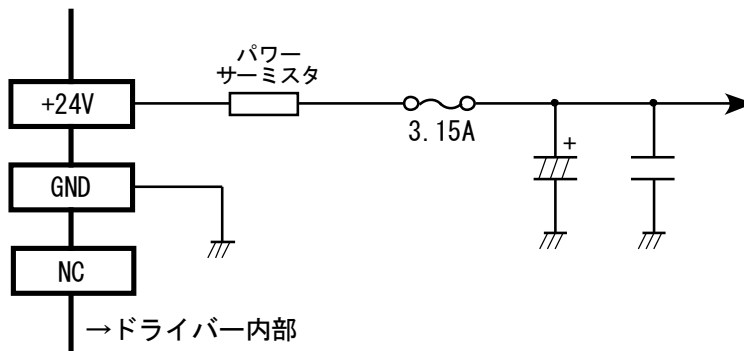 パワー
サーミスタ
+24V
3.15A
+
GND
NC
→ドライバー内部